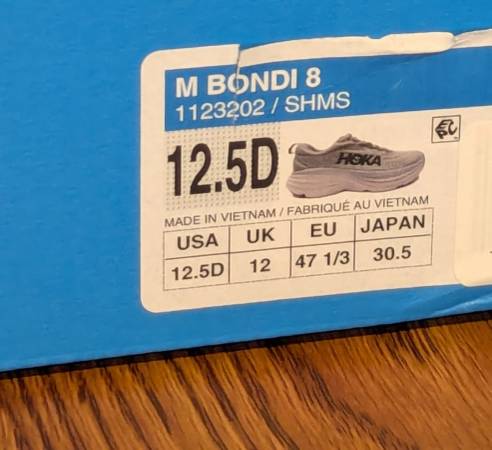 M BONDI 8
1123202 / SHMS
12.5D
HOKA
MADE IN VIETNAM / FABRIQUÉ AU VIETNAM
USA UK EU JAPAN
12.5D 12 47 1/3 30.5